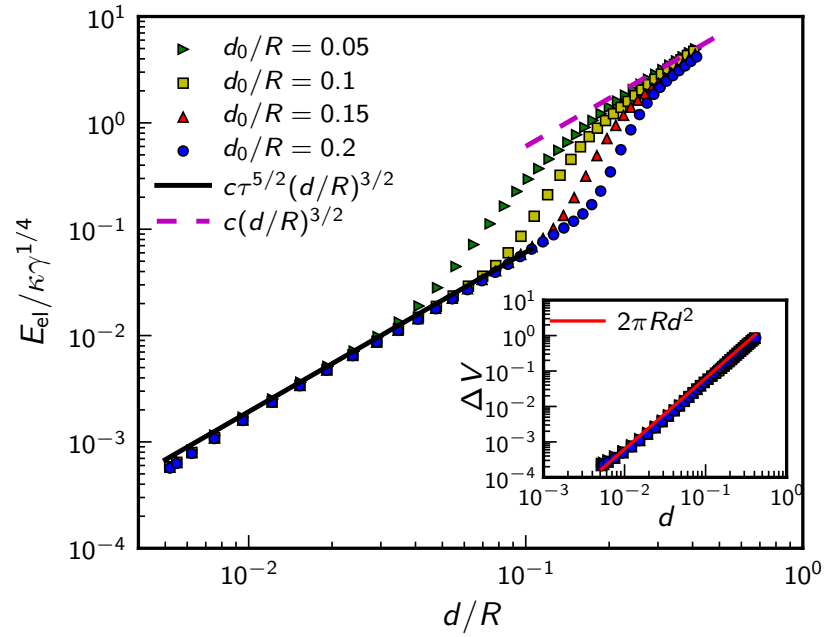 10^1
10^0
10^{-1}
10^{-2}
10^{-3}
10^{-4}
E_el/κγ^{1/4}
d_0/R = 0.05
d_0/R = 0.1
d_0/R = 0.15
d_0/R = 0.2
cτ^{5/2}(d/R)^{3/2}
c(d/R)^{3/2}
10^{-2}
10^{-1}
10^0
d/R
2πRd^2
10^1
10^0
10^{-1}
10^{-2}
10^{-3}
10^{-4}
ΔV
10^{-3}
10^{-2}
10^{-1}
10^0
d